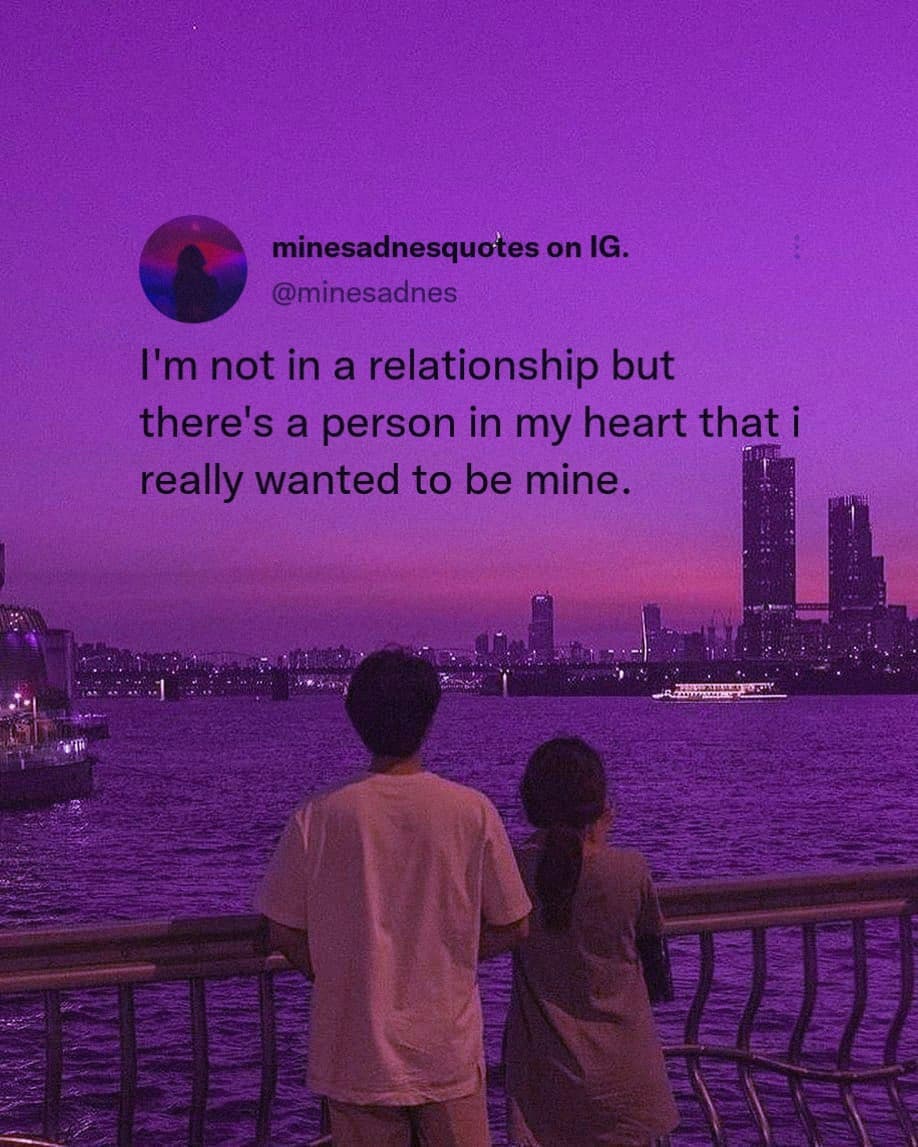 minesadnesquotes on IG.
@minesadnes
I'm not in a relationship but
there's a person in my heart that i
really wanted to be mine.